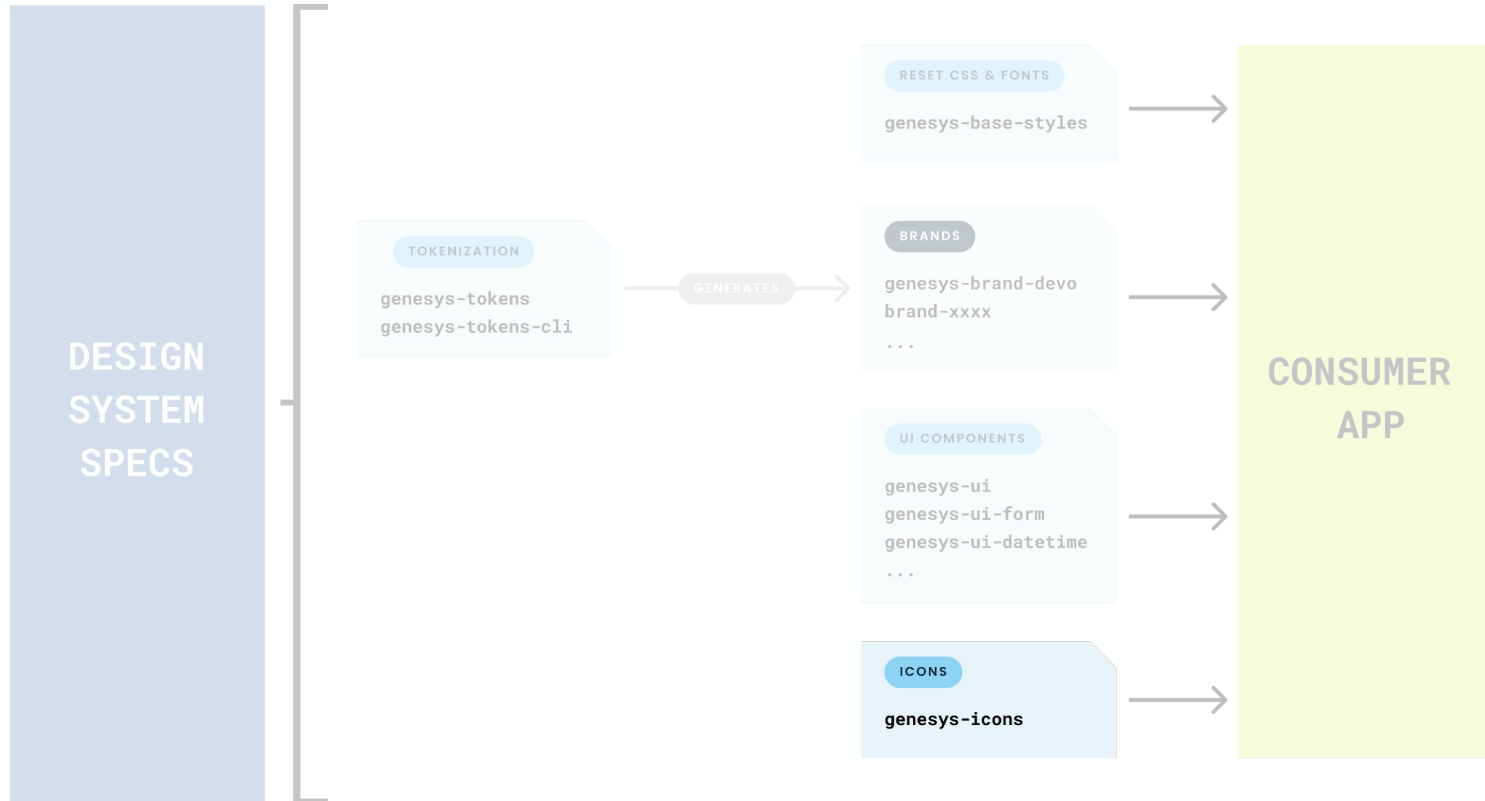 DESIGN
SYSTEM
SPECS
TOKENIZATION
genesys-tokens
genesys-tokens-cli
GENERATES
RESET CSS & FONTS
genesys-base-styles
BRANDS
genesys-brand-devo
brand-xxxx
...
UI COMPONENTS
genesys-ui
genesys-ui-form
genesys-ui-datetime
...
ICONS
genesys-icons
CONSUMER
APP